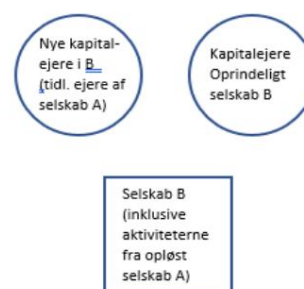 Nye kapital-
ejere i B
(tidl. ejere af
selskab A)
Kapitalejere
Oprindeligt
selskab B
Selskab B
(inklusive
aktiviteterne
fra opløst
selskab A)